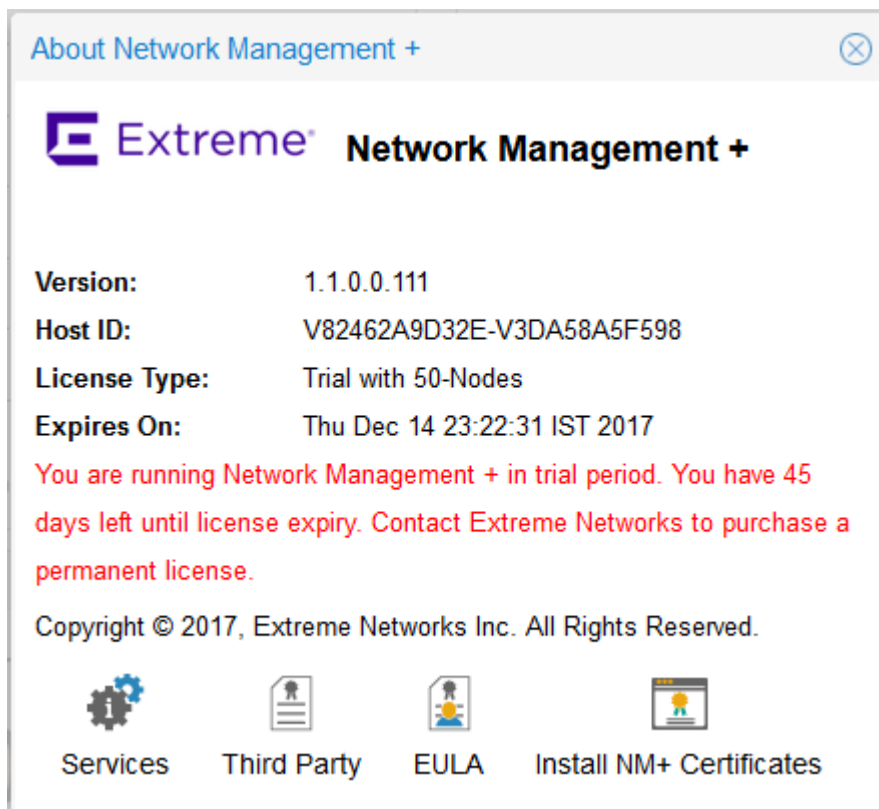 About Network Management +
Extreme® Network Management +
Version: 1.1.0.0.111
Host ID: V82462A9D32E-V3DA58A5F598
License Type: Trial with 50-Nodes
Expires On: Thu Dec 14 23:22:31 IST 2017
You are running Network Management + in trial period. You have 45
days left until license expiry. Contact Extreme Networks to purchase a
permanent license.
Copyright © 2017, Extreme Networks Inc. All Rights Reserved.
Services Third Party EULA Install NM+ Certificates